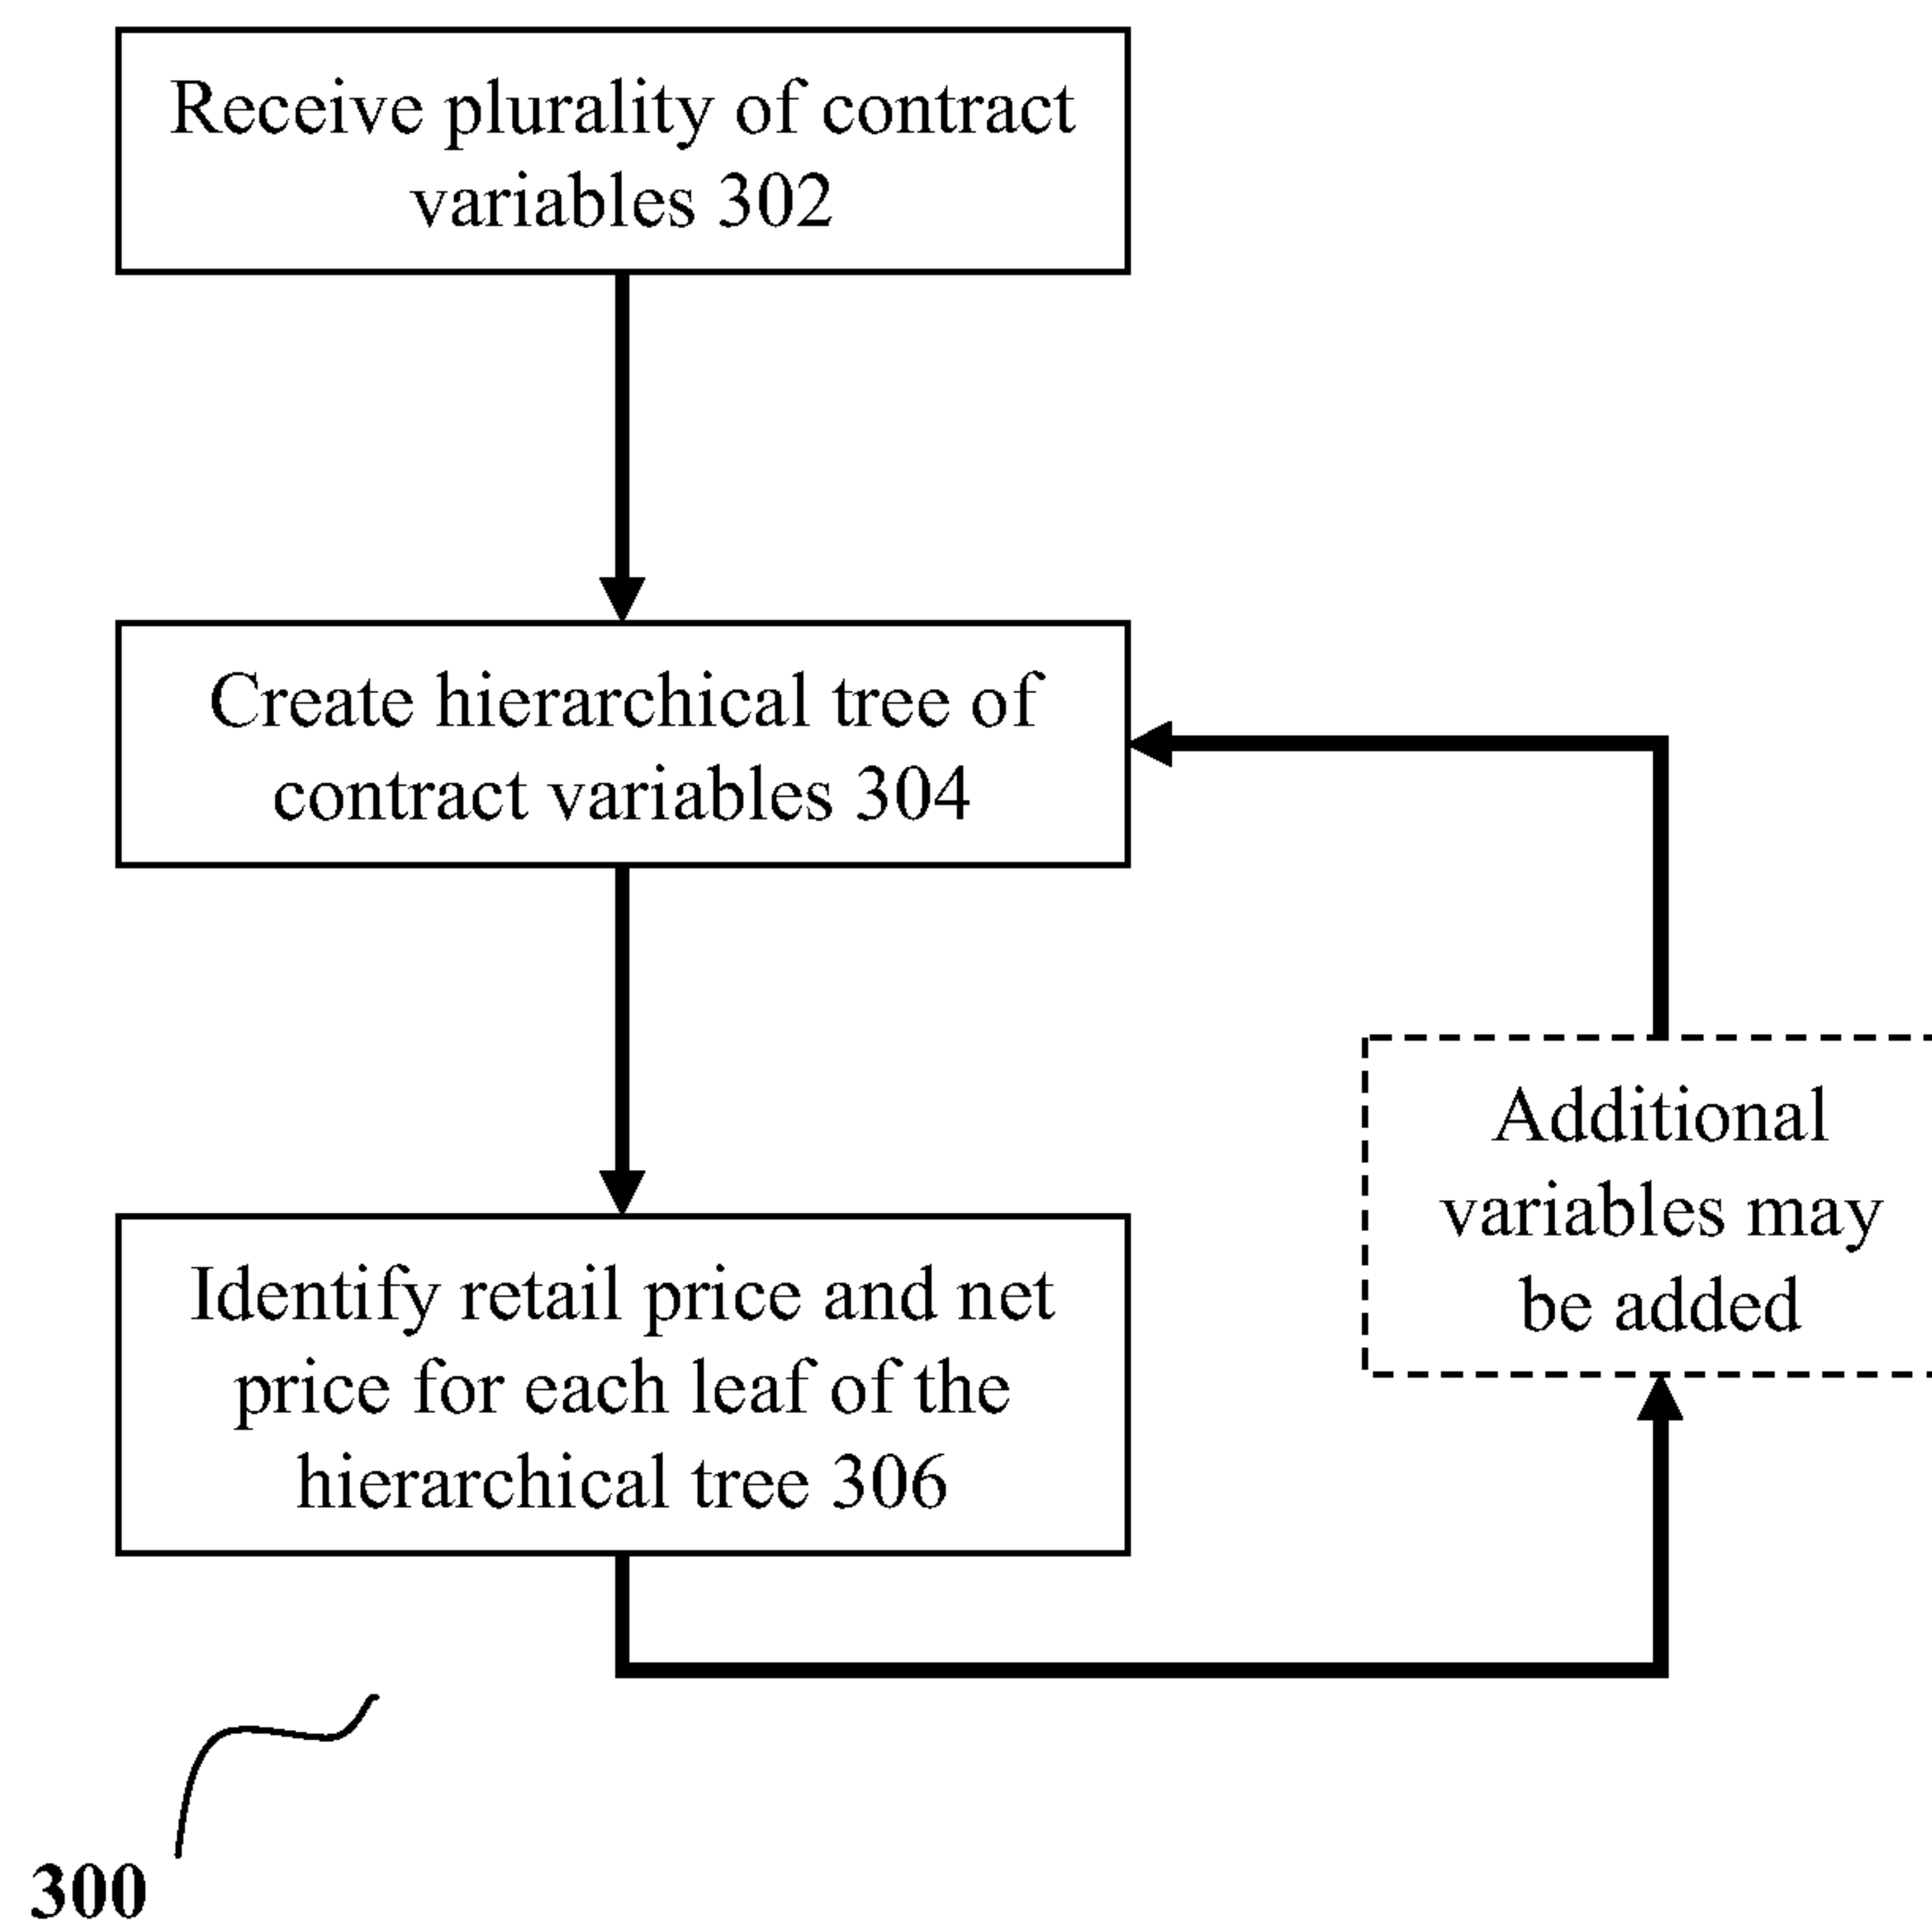 Receive plurality of contract
variables 302
Create hierarchical tree of
contract variables 304
Additional
variables may
be added
Identify retail price and net
price for each leaf of the
hierarchical tree 306
300